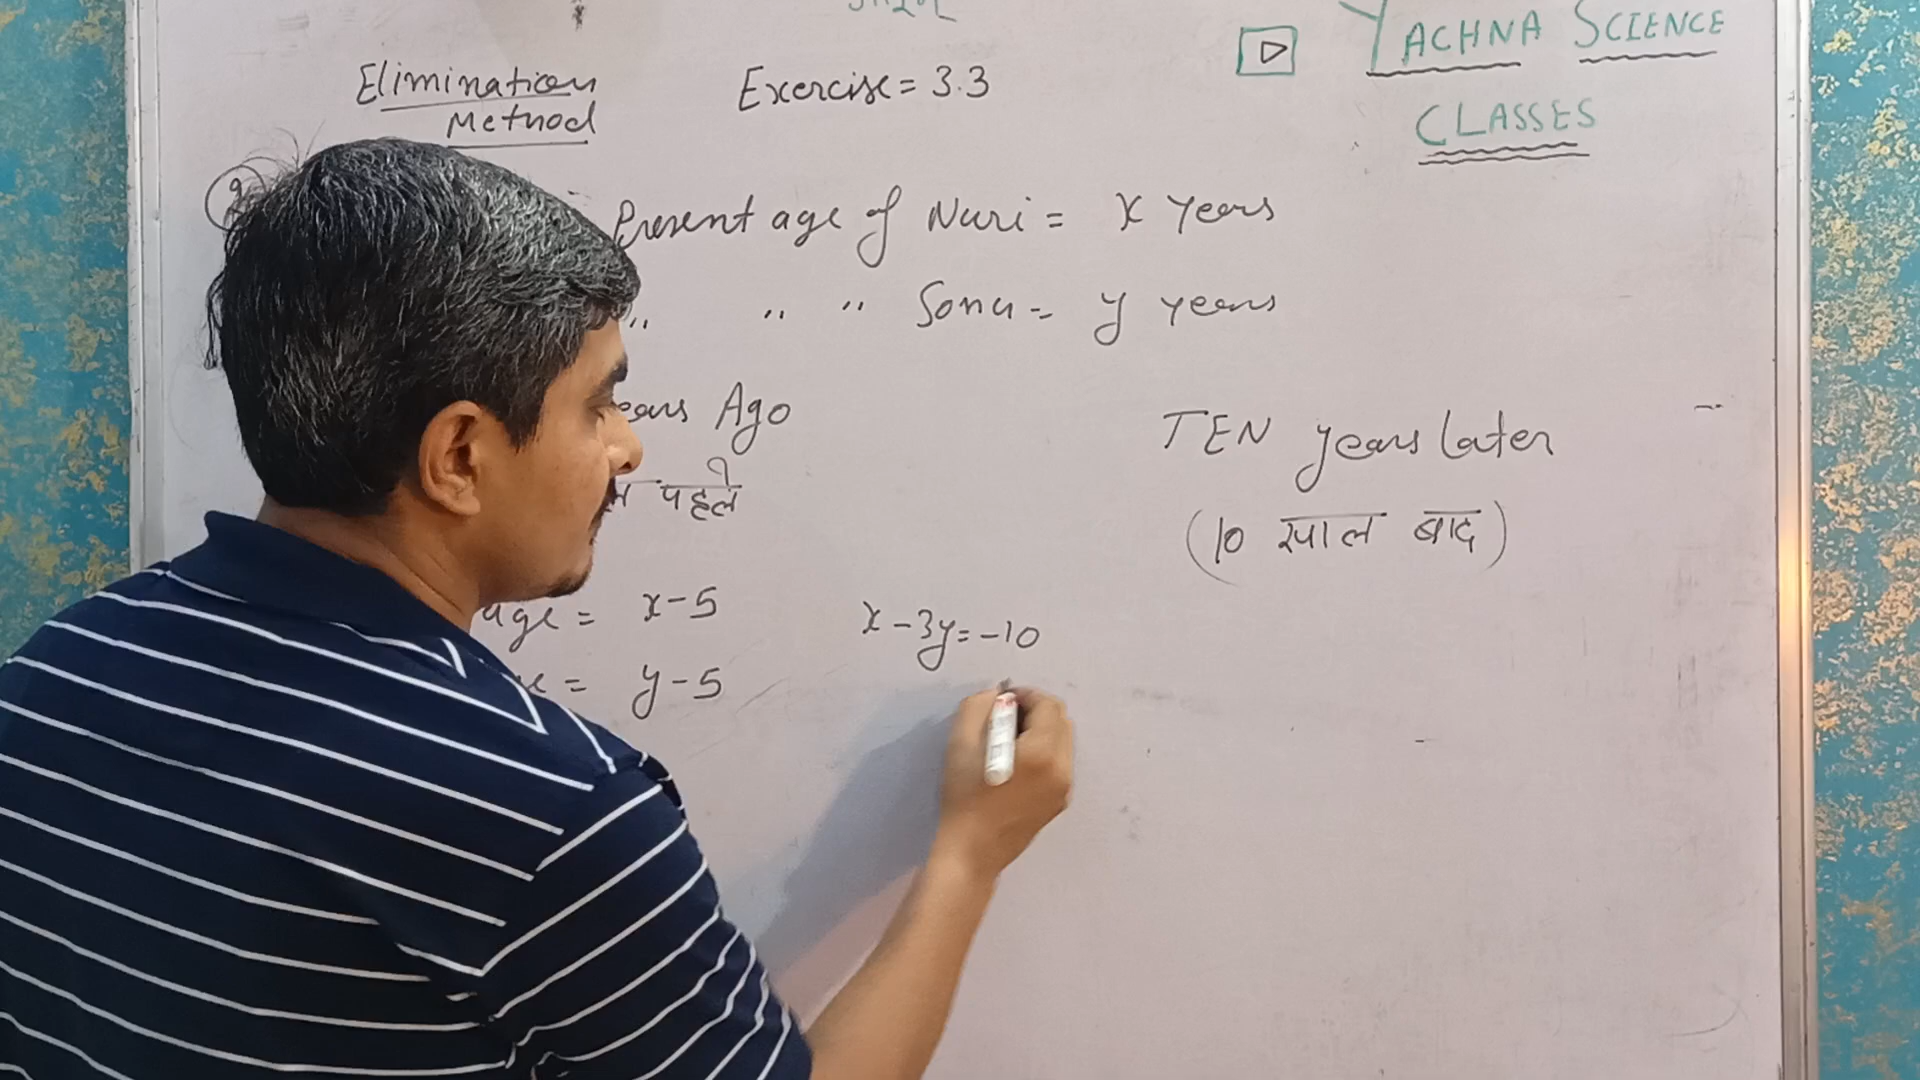 YACHNA SCIENCE
CLASSES
Elimination
Method
Exercise = 3.3
Present age of Nuri = x years
,, ,, ,, Sonu = y years
Ago
पहले
TEN years later
(10 साल बाद)
age = x-5
= y-5
x-3y=-10